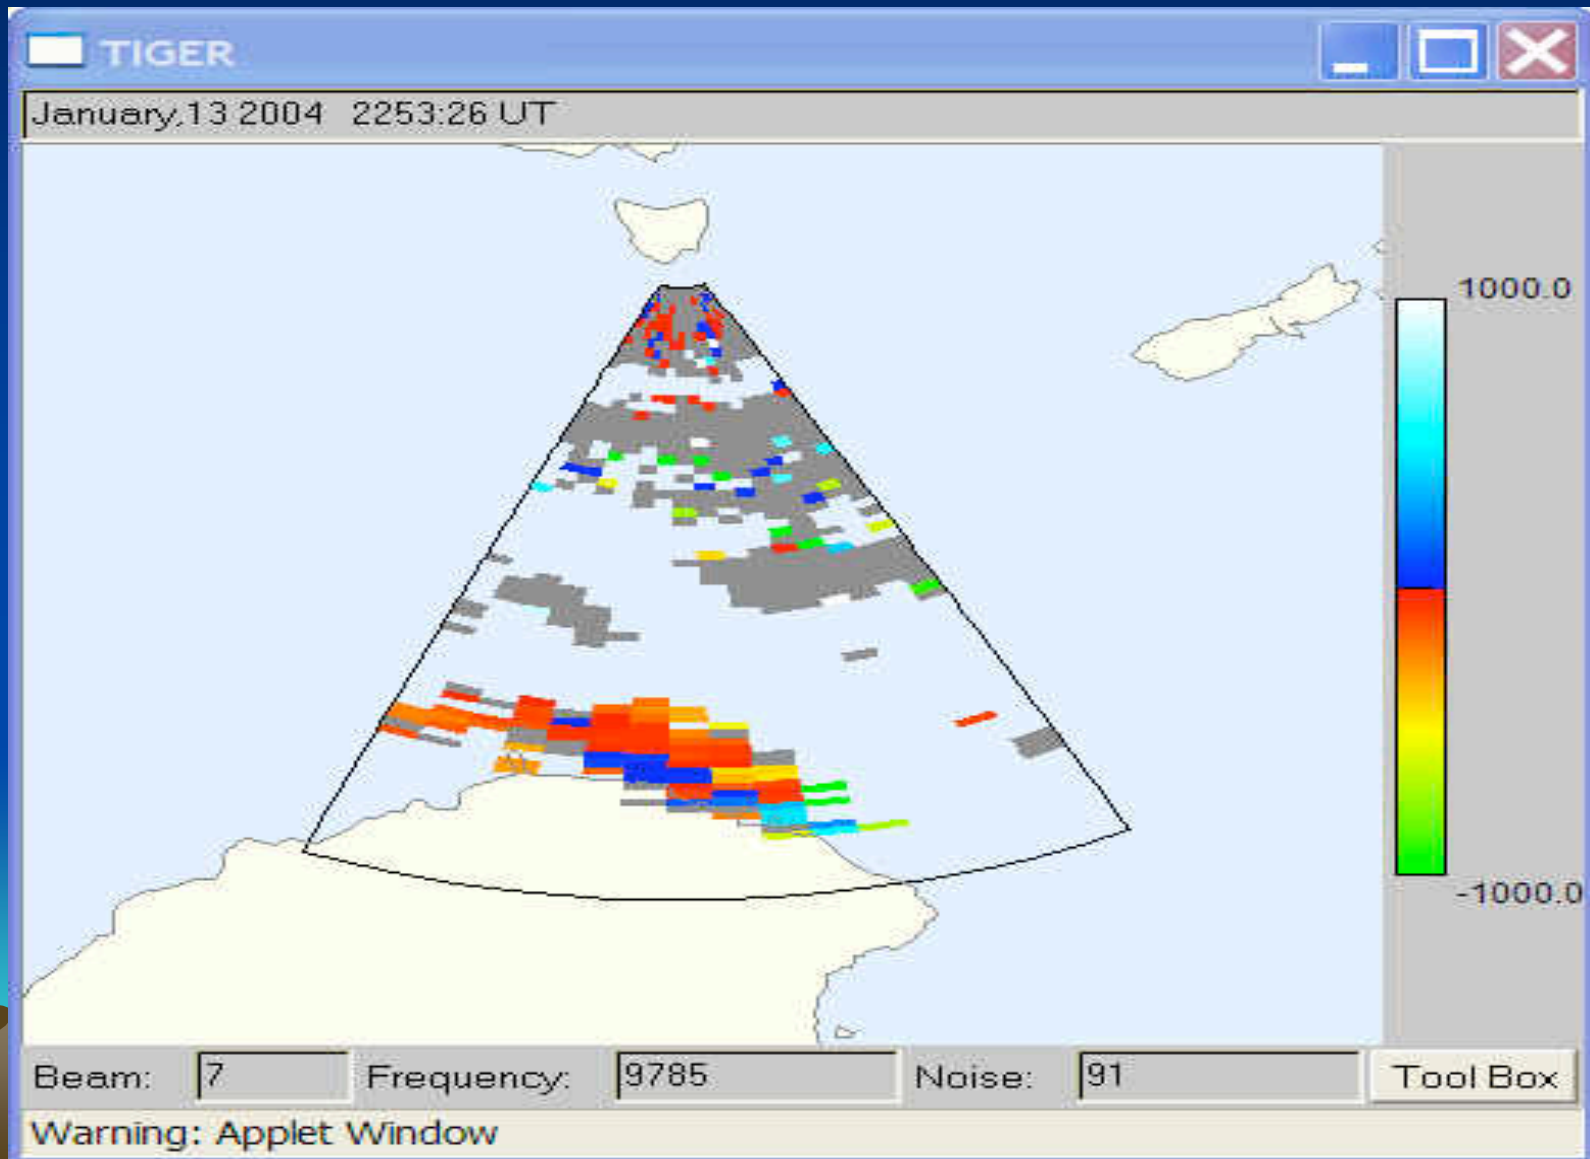 TIGER
January,13 2004 2253:26 UT
1000.0
-1000.0
Beam: 7 Frequency: 9785 Noise: 91 Tool Box
Warning: Applet Window